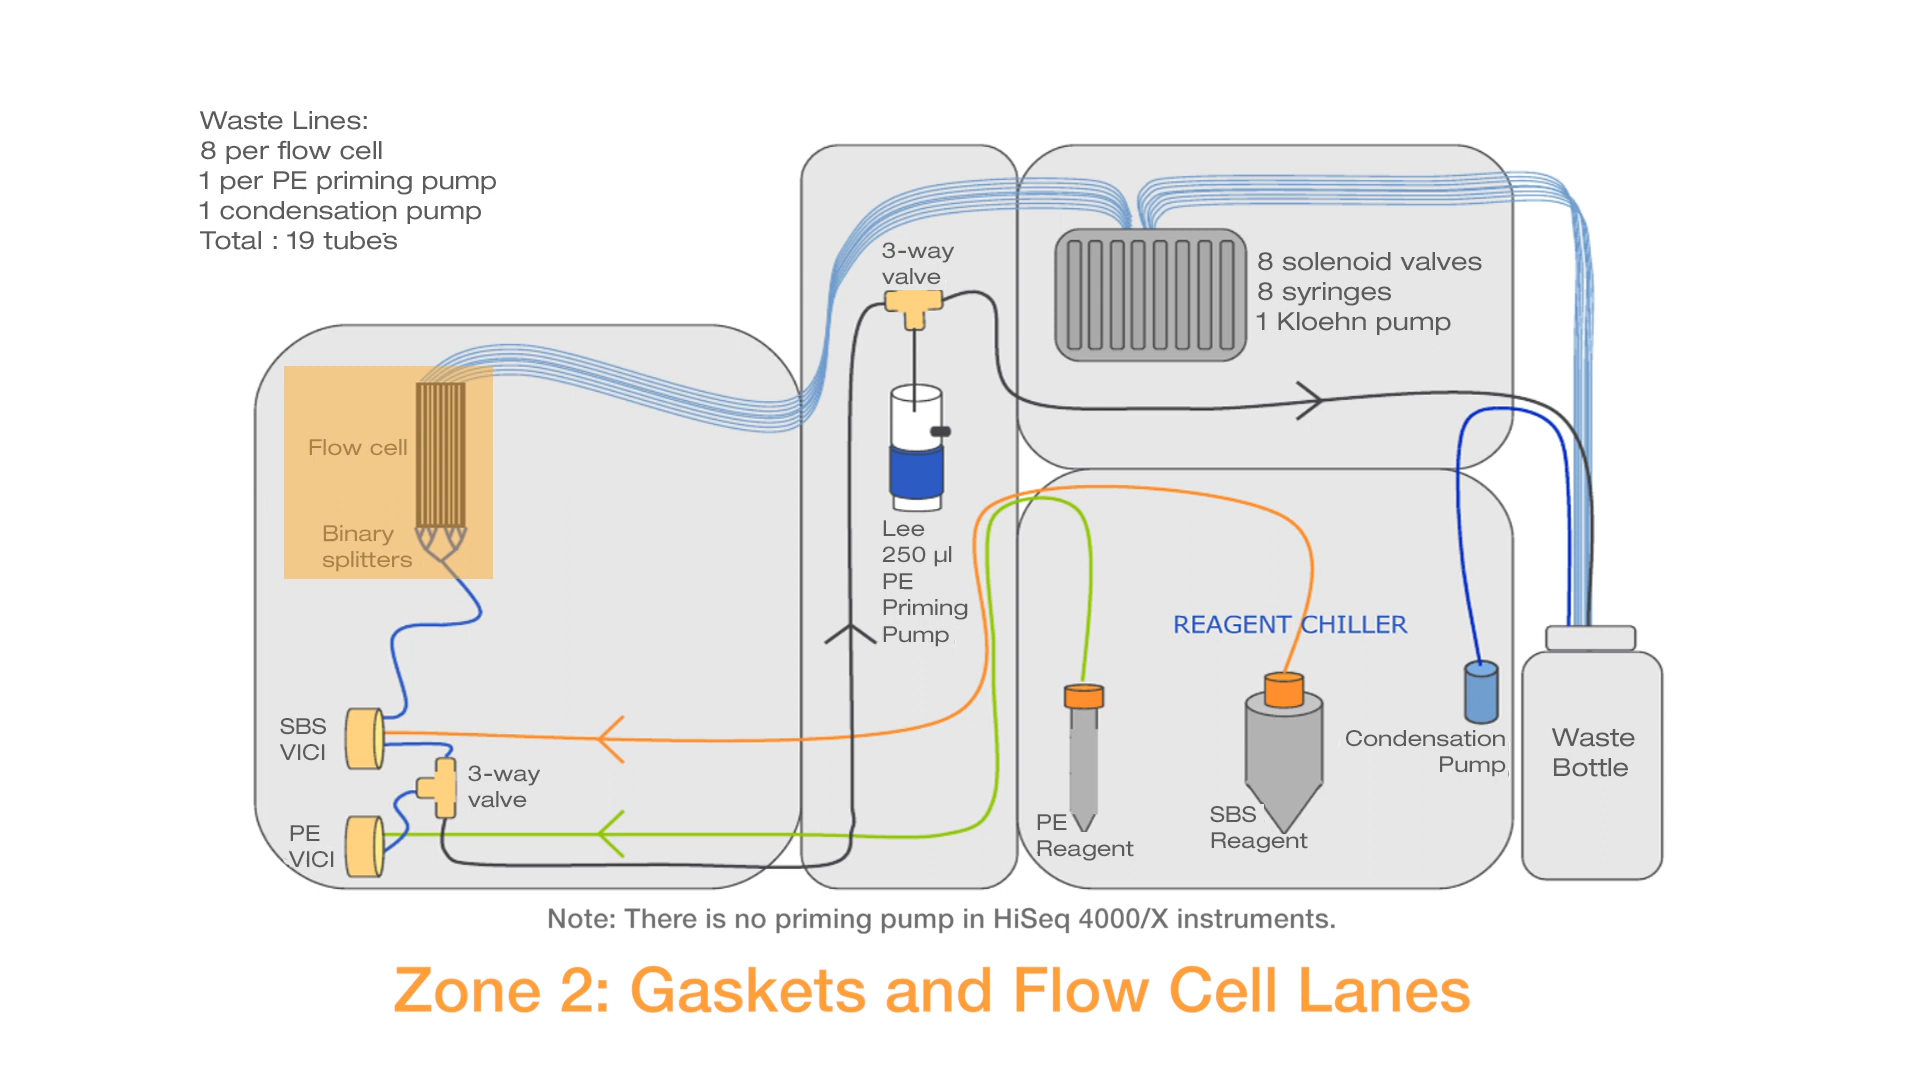 Waste Lines:
8 per flow cell
1 per PE priming pump
1 condensation pump
Total : 19 tubes
3-way
valve
8 solenoid valves
8 syringes
1 Kloehn pump
Flow cell
Binary
splitters
Lee
250 µl
PE
Priming
Pump
REAGENT CHILLER
SBS
VICI
3-way
valve
PE
VICI
PE
Reagent
SBS
Reagent
Condensation
Pump
Waste
Bottle
Note: There is no priming pump in HiSeq 4000/X instruments.
Zone 2: Gaskets and Flow Cell Lanes